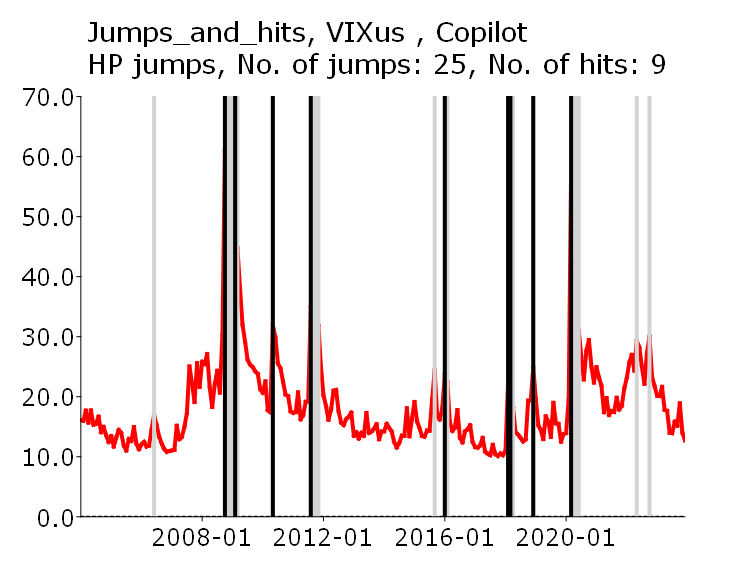 Jumps_and_hits, VIXus , Copilot
HP jumps, No. of jumps: 25, No. of hits: 9
70.0
60.0
50.0
40.0
30.0
20.0
10.0
0.0
2008-01 2012-01 2016-01 2020-01